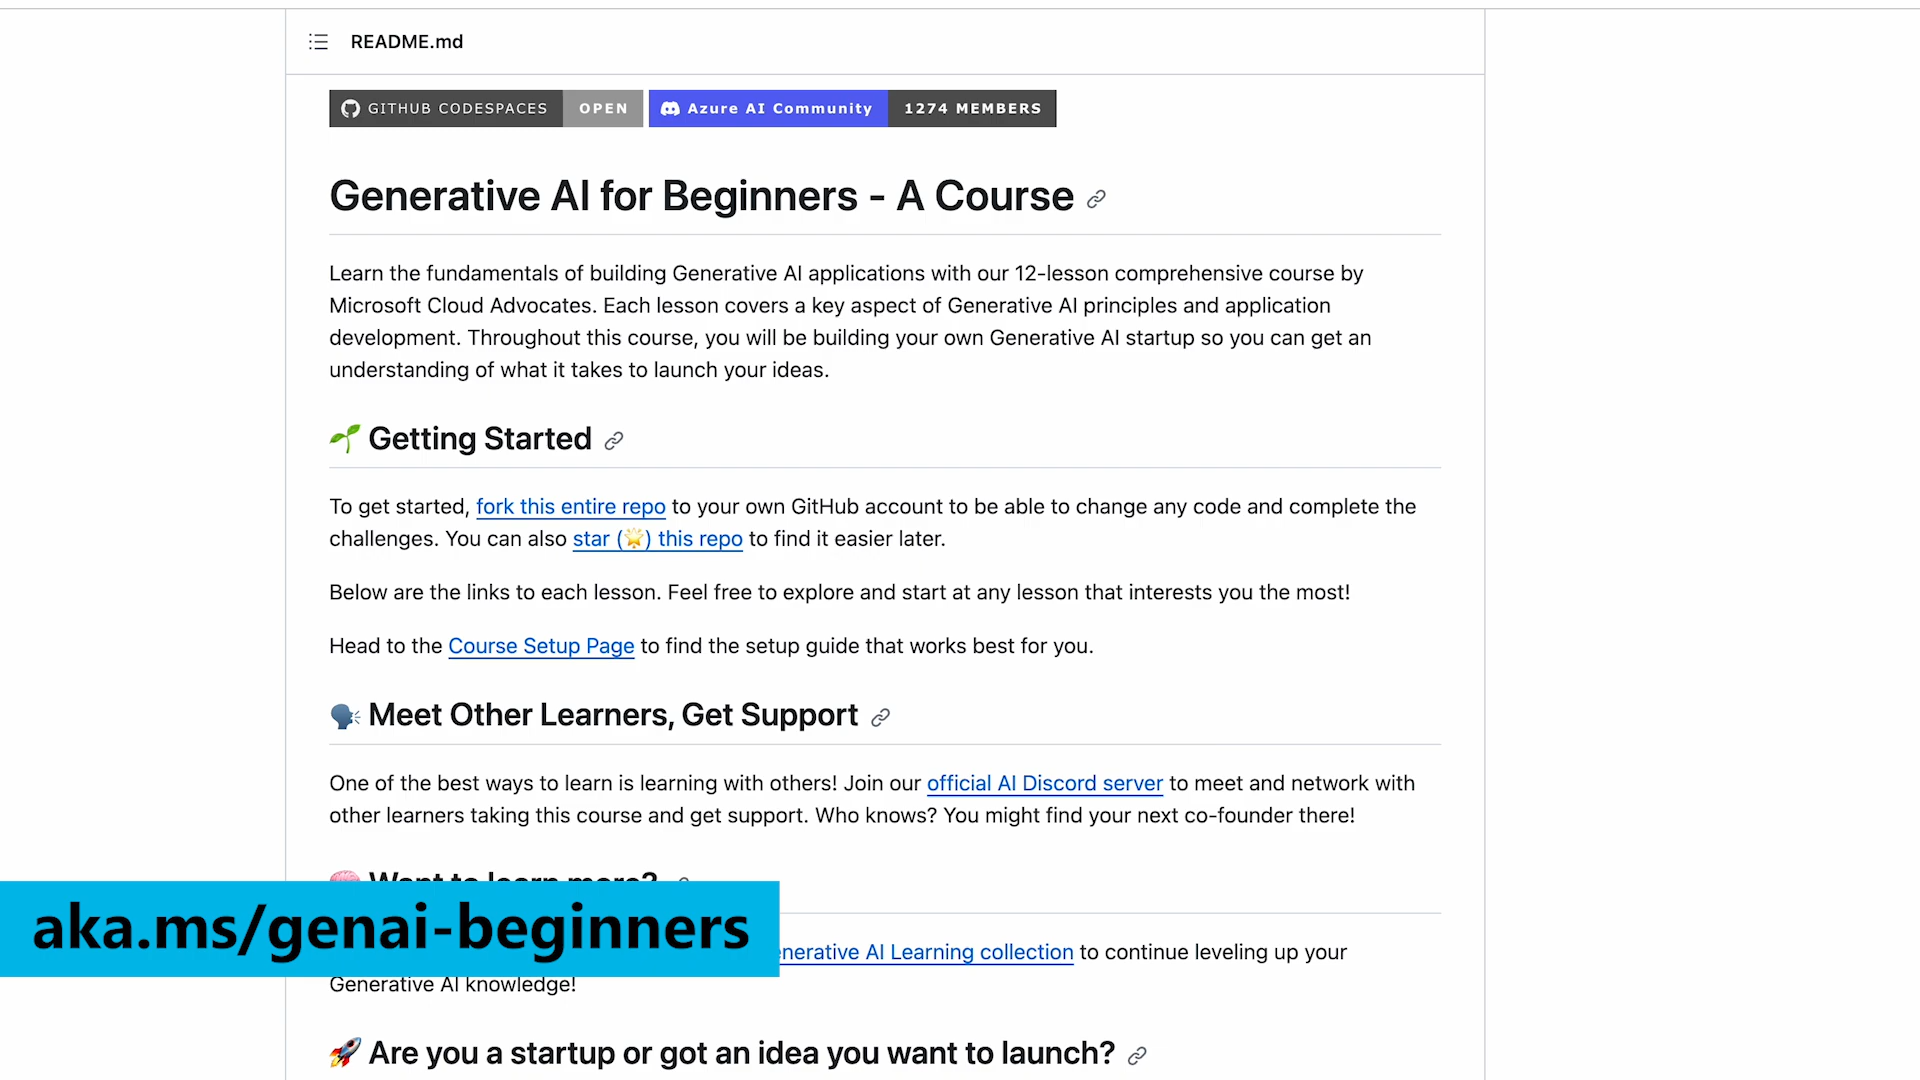 README.md
GITHUB CODESPACES OPEN Azure AI Community 1274 MEMBERS
Generative AI for Beginners - A Course
Learn the fundamentals of building Generative AI applications with our 12-lesson comprehensive course by
Microsoft Cloud Advocates. Each lesson covers a key aspect of Generative AI principles and application
development. Throughout this course, you will be building your own Generative AI startup so you can get an
understanding of what it takes to launch your ideas.
🌱 Getting Started
To get started, fork this entire repo to your own GitHub account to be able to change any code and complete the
challenges. You can also star (🌟) this repo to find it easier later.
Below are the links to each lesson. Feel free to explore and start at any lesson that interests you the most!
Head to the Course Setup Page to find the setup guide that works best for you.
🗣️ Meet Other Learners, Get Support
One of the best ways to learn is learning with others! Join our official AI Discord server to meet and network with
other learners taking this course and get support. Who knows? You might find your next co-founder there!
🧠 Want to learn more?
aka.ms/genai-beginners
AI Learning collection to continue leveling up your
Generative AI knowledge!
🚀 Are you a startup or got an idea you want to launch?